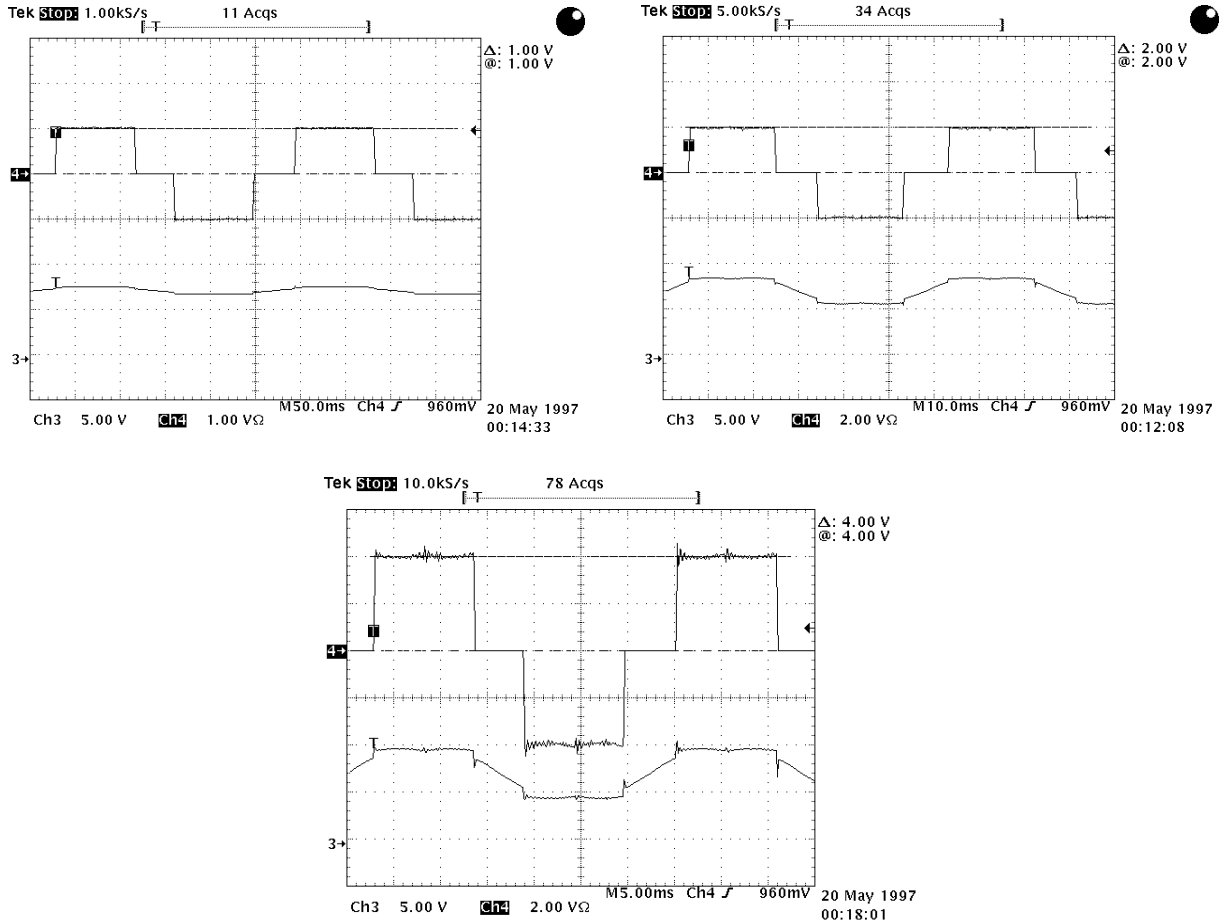 Tek Stop: 1.00kS/s 11 Acqs
T
Δ: 1.00 V
@: 1.00 V
T
4→
T
3→
M50.0ms Ch4 ∫ 960mV
Ch3 5.00 V Ch4 1.00 VΩ
20 May 1997
00:14:33
Tek Stop: 5.00kS/s 34 Acqs
T
Δ: 2.00 V
@: 2.00 V
T
4→
T
3→
M10.0ms Ch4 ∫ 960mV
Ch3 5.00 V Ch4 2.00 VΩ
20 May 1997
00:12:08
Tek Stop: 10.0kS/s 78 Acqs
T
Δ: 4.00 V
@: 4.00 V
T
4→
T
3→
M5.00ms Ch4 ∫ 960mV
Ch3 5.00 V Ch4 2.00 VΩ
20 May 1997
00:18:01